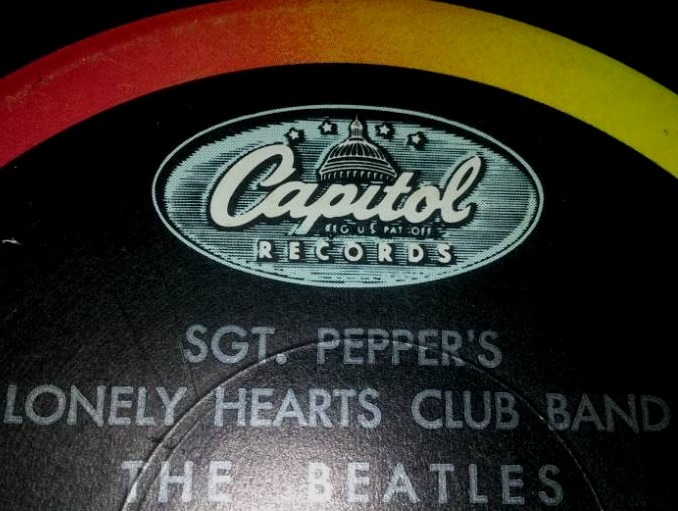 Capitol
REG. U.S. PAT. OFF.
RECORDS
SGT. PEPPER'S
LONELY HEARTS CLUB BAND
THE BEATLES